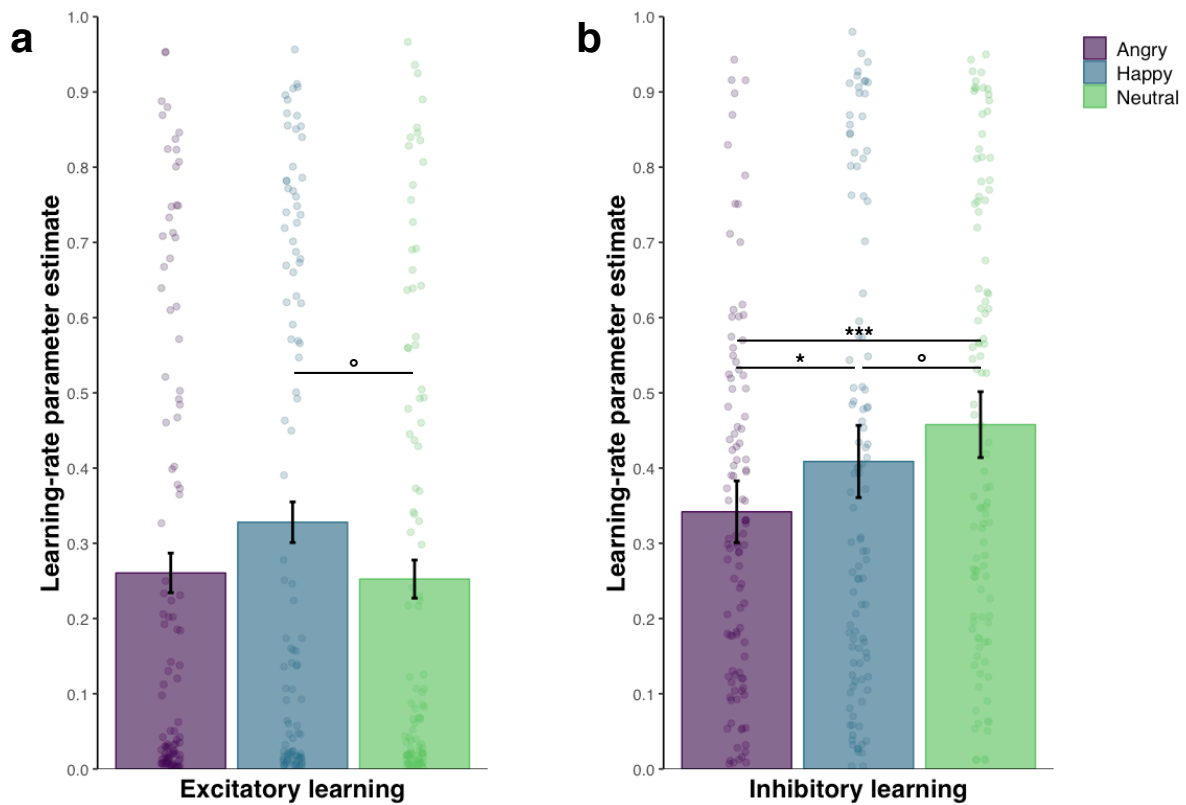 a
Learning-rate parameter estimate
1.0
0.9
0.8
0.7
0.6
0.5
0.4
0.3
0.2
0.1
0.0
°
Excitatory learning
b
Learning-rate parameter estimate
1.0
0.9
0.8
0.7
0.6
0.5
0.4
0.3
0.2
0.1
0.0
***
* °
Inhibitory learning
Angry
Happy
Neutral